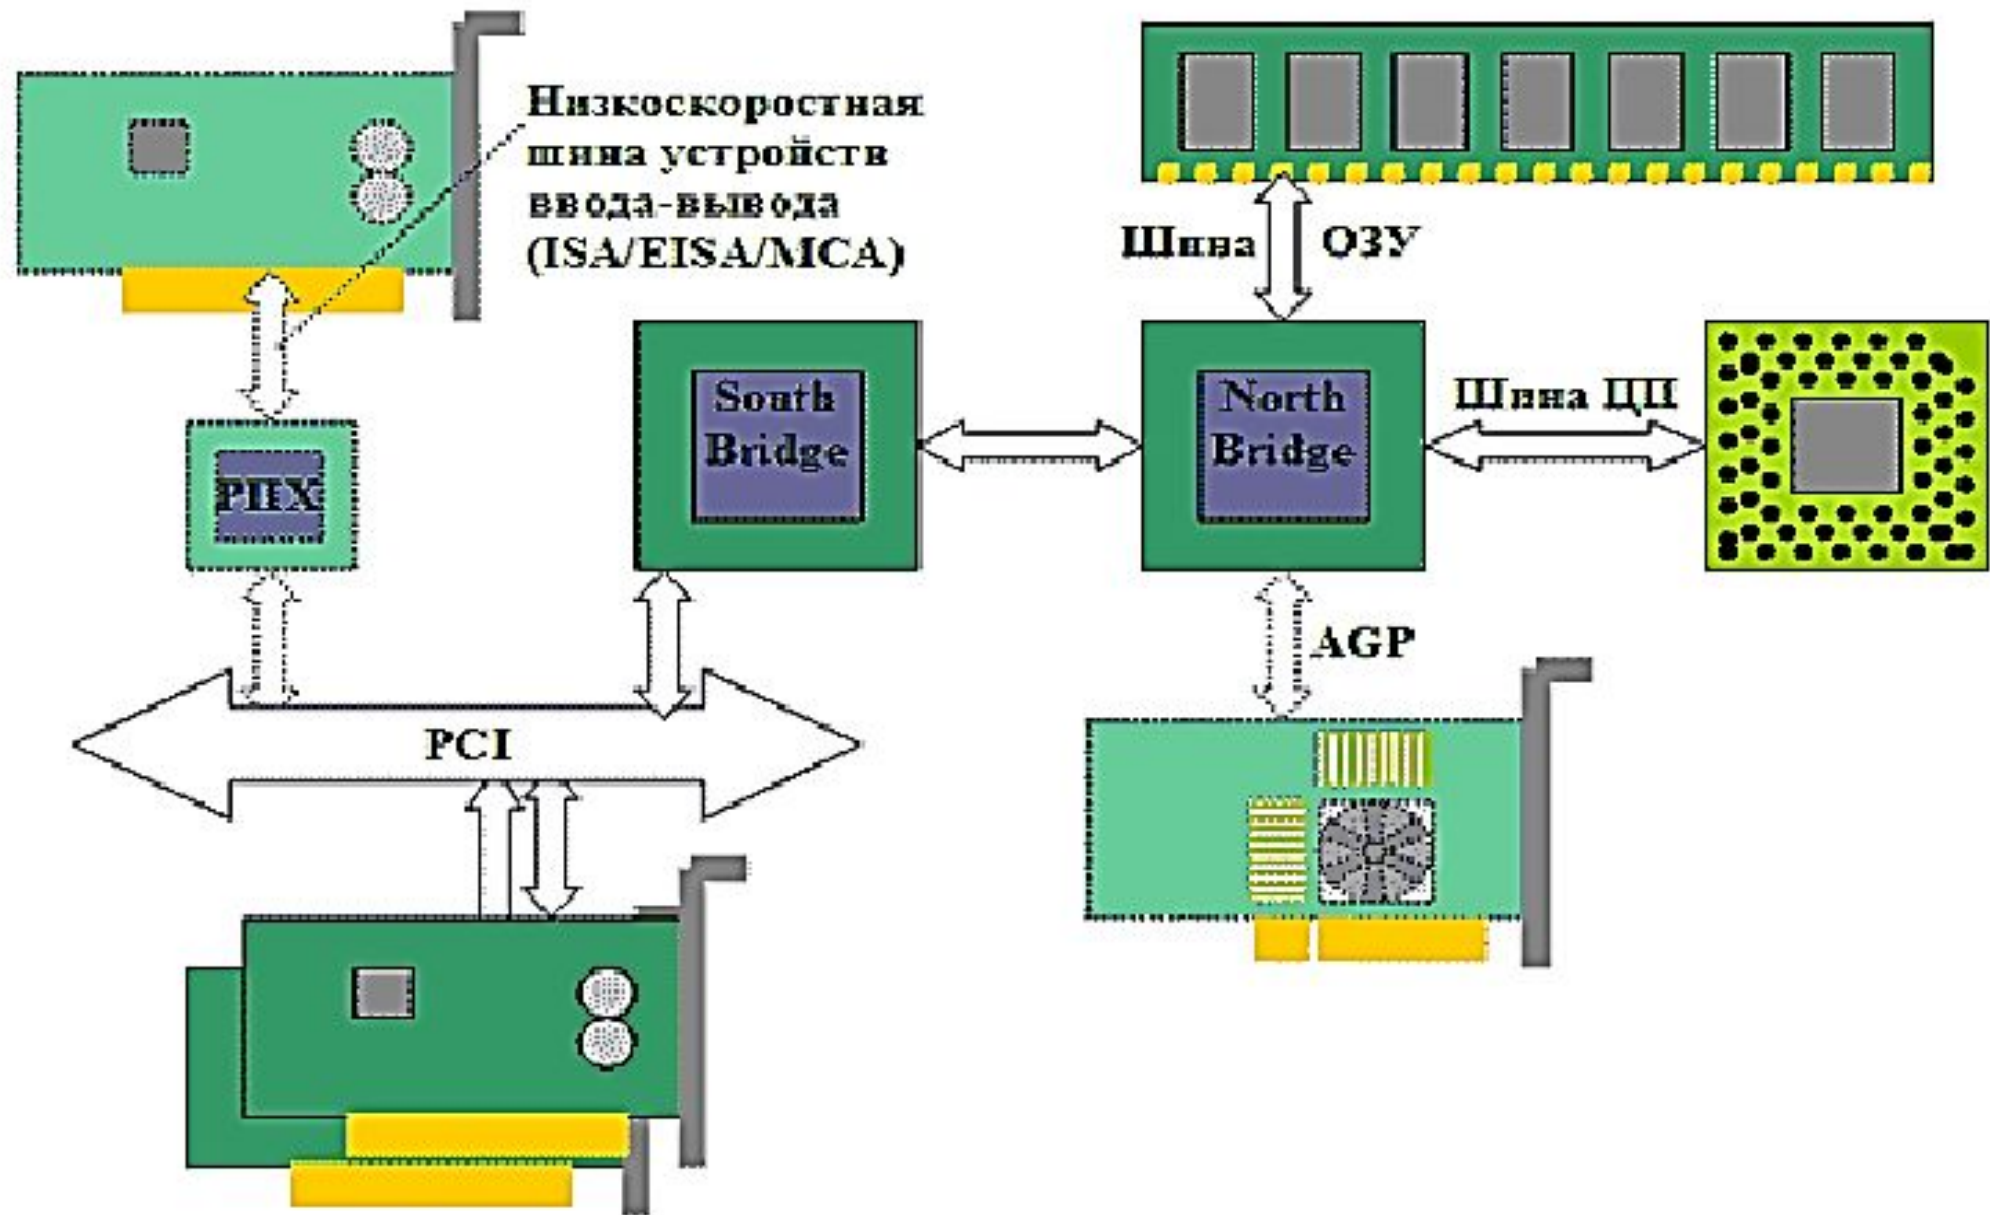 Низкоскоростная
шина устройств
ввода-вывода
(ISA/EISA/MCA)
Шина ОЗУ
South
Bridge
North
Bridge
Шина ЦП
PIIX
AGP
PCI